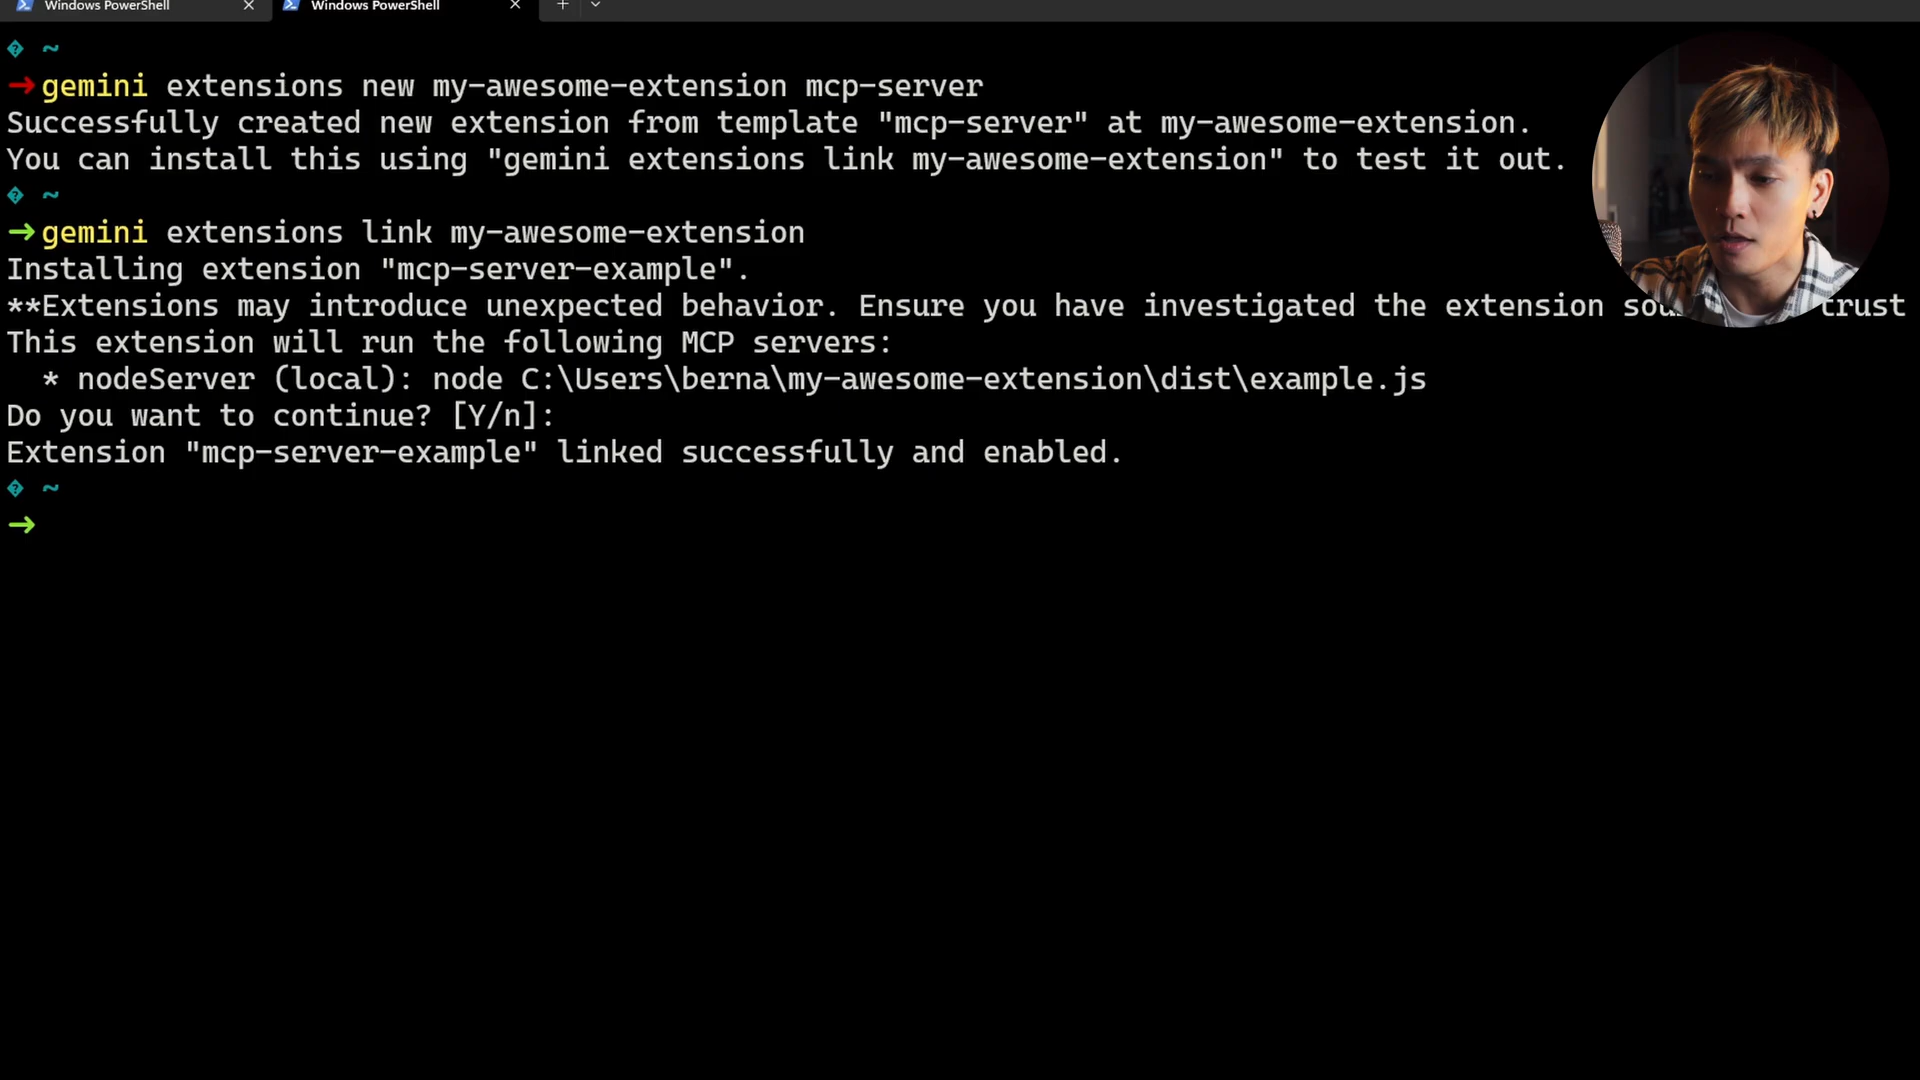 Windows PowerShell
Windows PowerShell
~
→ gemini extensions new my-awesome-extension mcp-server
Successfully created new extension from template "mcp-server" at my-awesome-extension.
You can install this using "gemini extensions link my-awesome-extension" to test it out.
~
→ gemini extensions link my-awesome-extension
Installing extension "mcp-server-example".
**Extensions may introduce unexpected behavior. Ensure you have investigated the extension trust
This extension will run the following MCP servers:
* nodeServer (local): node C:\Users\berna\my-awesome-extension\dist\example.js
Do you want to continue? [Y/n]:
Extension "mcp-server-example" linked successfully and enabled.
~
→